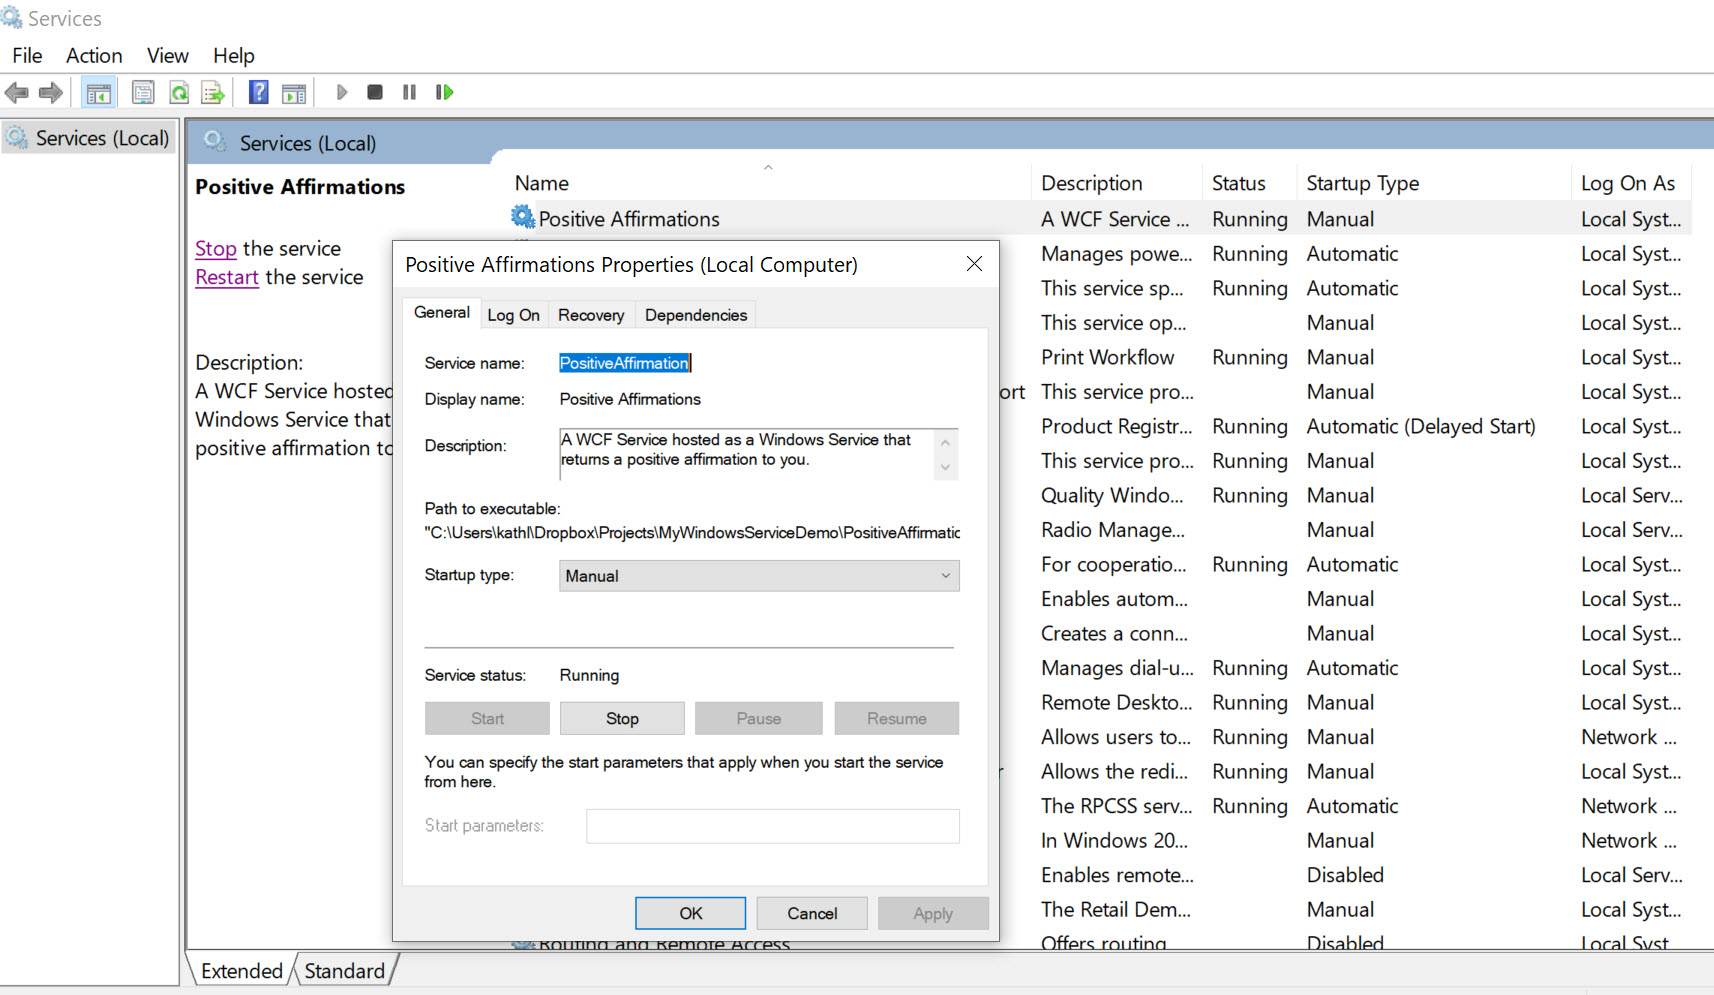 Services
File Action View Help
Services (Local)
Services (Local)
Positive Affirmations
Stop the service
Restart the service
Description:
A WCF Service hosted
Windows Service that
positive affirmation to
Name Description Status Startup Type Log On As
Positive Affirmations A WCF Service ... Running Manual Local Syst...
Manages powe... Running Automatic Local Syst...
This service sp... Running Automatic Local Syst...
This service op... Manual Local Syst...
Print Workflow Running Manual Local Syst...
ort This service pro... Manual Local Syst...
Product Registr... Running Automatic (Delayed Start) Local Syst...
This service pro... Running Manual Local Syst...
Quality Windo... Running Manual Local Serv...
Radio Manage... Manual Local Serv...
For cooperatio... Running Automatic Local Syst...
Enables autom... Manual Local Syst...
Creates a conn... Manual Local Syst...
Manages dial-u... Running Automatic Local Syst...
Remote Deskto... Running Manual Local Syst...
Allows users to... Running Manual Network ...
r Allows the redi... Running Manual Local Syst...
The RPCSS serv... Running Automatic Network ...
In Windows 20... Manual Network ...
Enables remote... Disabled Local Serv...
The Retail Dem... Manual Local Syst...
Routing and Remote Access Offers routing Disabled Local Syst
Positive Affirmations Properties (Local Computer)
General Log On Recovery Dependencies
Service name: PositiveAffirmation
Display name: Positive Affirmations
Description: A WCF Service hosted as a Windows Service that
returns a positive affirmation to you.
Path to executable:
"C:\Users\kathl\Dropbox\Projects\MyWindowsServiceDemo\PositiveAffirmatic
Startup type: Manual
Service status: Running
Start Stop Pause Resume
You can specify the start parameters that apply when you start the service
from here.
Start parameters:
OK Cancel Apply
Extended Standard